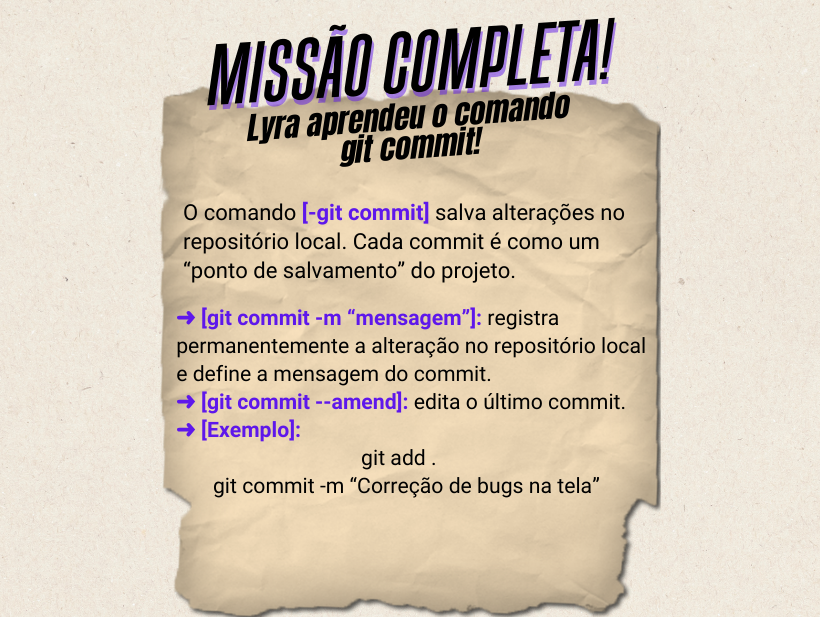 MISSÃO COMPLETA!
Lyra aprendeu o comando
git commit!
O comando [-git commit] salva alterações no
repositório local. Cada commit é como um
“ponto de salvamento” do projeto.
➜ [git commit -m “mensagem”]: registra
permanentemente a alteração no repositório local
e define a mensagem do commit.
➜ [git commit --amend]: edita o último commit.
➜ [Exemplo]:
git add .
git commit -m “Correção de bugs na tela”